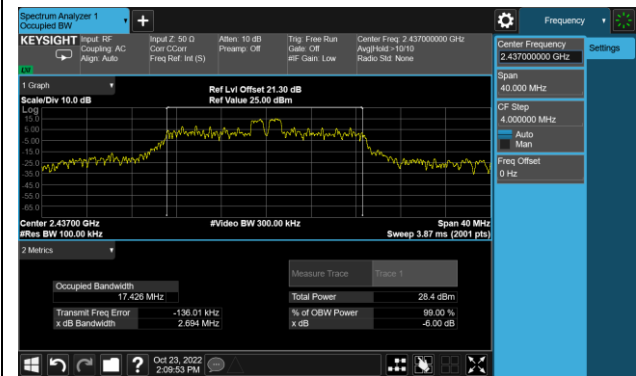 Spectrum Analyzer 1
Occupied BW
Frequency
KEYSIGHT
Input: RF
Coupling: AC
Align: Auto
Input Z: 50 Ω
Corr CCorr
Freq Ref: Int (S)
Atten: 10 dB
Preamp: Off
Trig: Free Run
Gate: Off
#IF Gain: Low
Center Freq: 2.437000000 GHz
Avg|Hold:>10/10
Radio Std: None
Center Frequency
2.437000000 GHz
Settings
Span
40.000 MHz
CF Step
4.000000 MHz
Auto
Man
Freq Offset
0 Hz
1 Graph
Scale/Div 10.0 dB
Ref Lvl Offset 21.30 dB
Ref Value 25.00 dBm
Log
15.0
5.00
-5.00
-15.0
-25.0
-35.0
-45.0
-55.0
-65.0
Center 2.43700 GHz
#Video BW 300.00 kHz
Span 40 MHz
#Res BW 100.00 kHz
Sweep 3.87 ms (2001 pts)
2 Metrics
Measure Trace
Trace 1
Occupied Bandwidth
17.426 MHz
Total Power
28.4 dBm
Transmit Freq Error
-136.01 kHz
% of OBW Power
99.00 %
x dB Bandwidth
2.694 MHz
x dB
-6.00 dB
Oct 23, 2022
2:09:53 PM